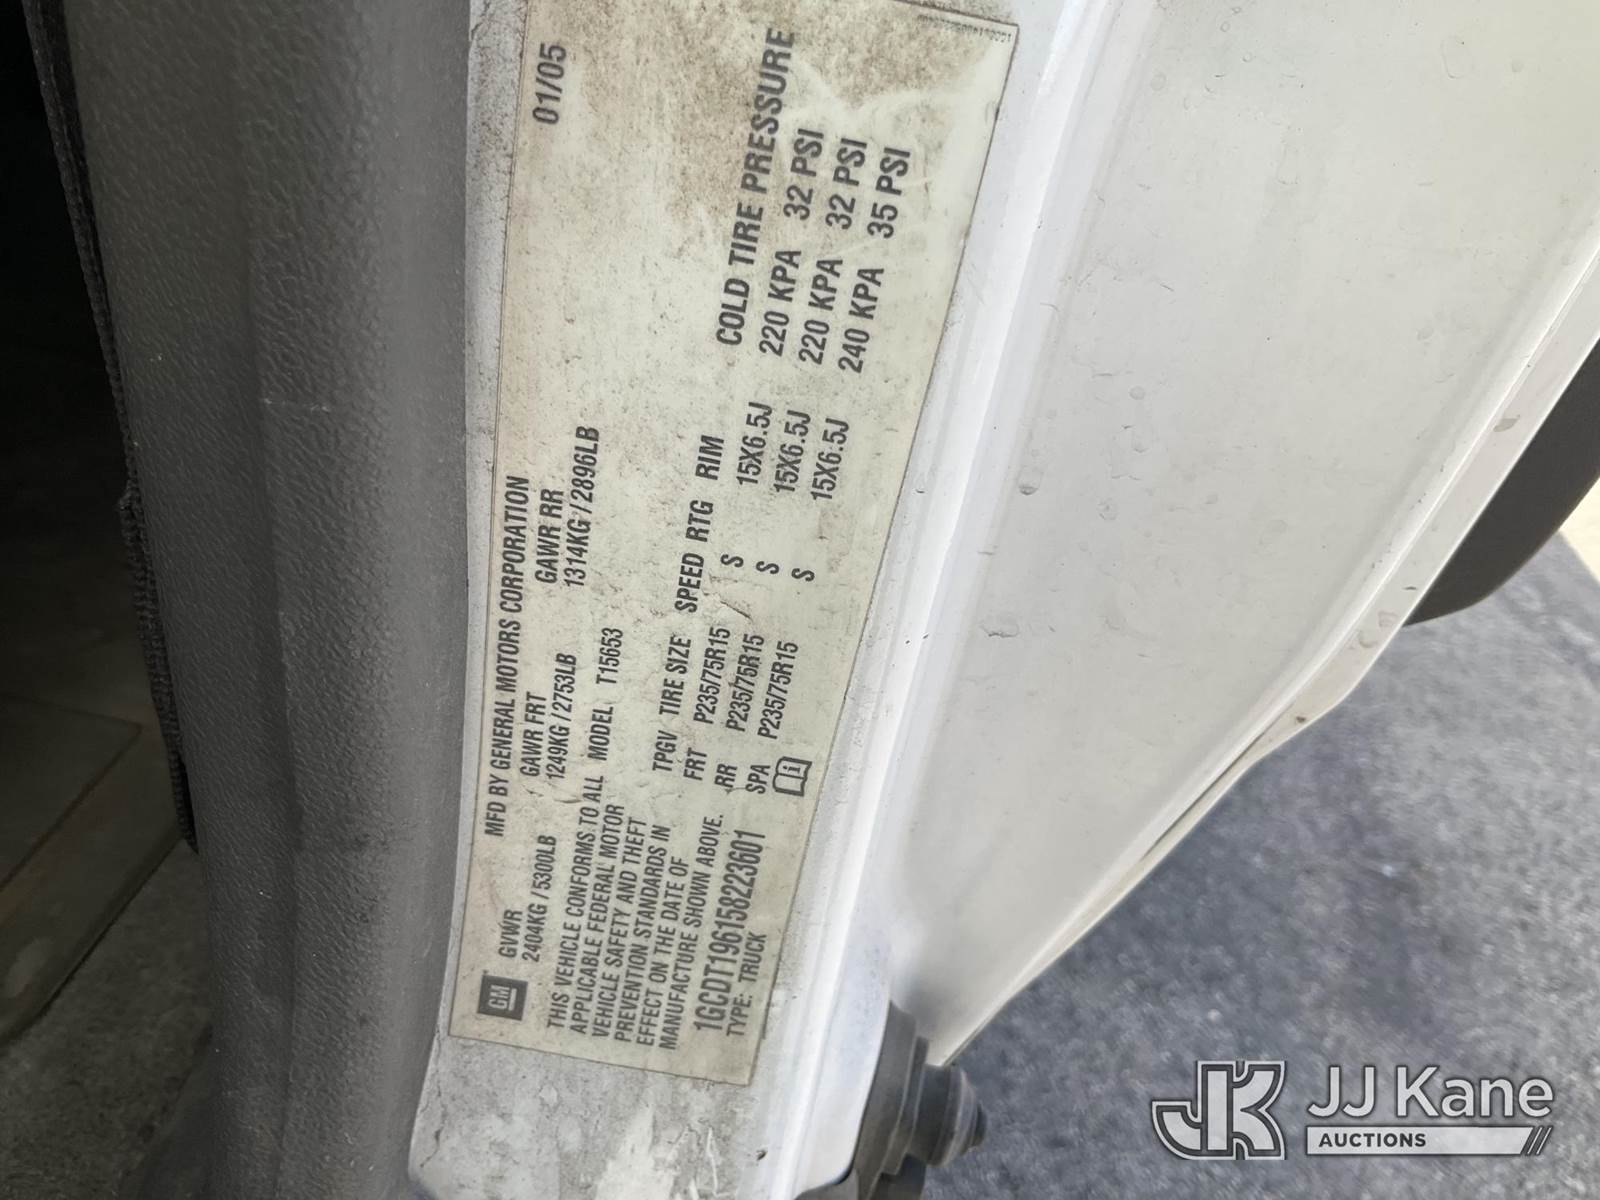 MFD BY GENERAL MOTORS CORPORATION 01/05
GM
GVWR GAWR FRT GAWR RR
2404KG / 5300LB 1249KG / 2753LB 1314KG / 2896LB
THIS VEHICLE CONFORMS TO ALL MODEL T15653
APPLICABLE FEDERAL MOTOR
VEHICLE SAFETY AND THEFT
PREVENTION STANDARDS IN
EFFECT ON THE DATE OF
MANUFACTURE SHOWN ABOVE.
1GCDT196158223601
TYPE: TRUCK
TPGV TIRE SIZE SPEED RTG RIM COLD TIRE PRESSURE
FRT P235/75R15 S 15X6.5J 220 KPA 32 PSI
RR P235/75R15 S 15X6.5J 220 KPA 32 PSI
SPA P235/75R15 S 15X6.5J 240 KPA 35 PSI
JK JJ Kane
AUCTIONS